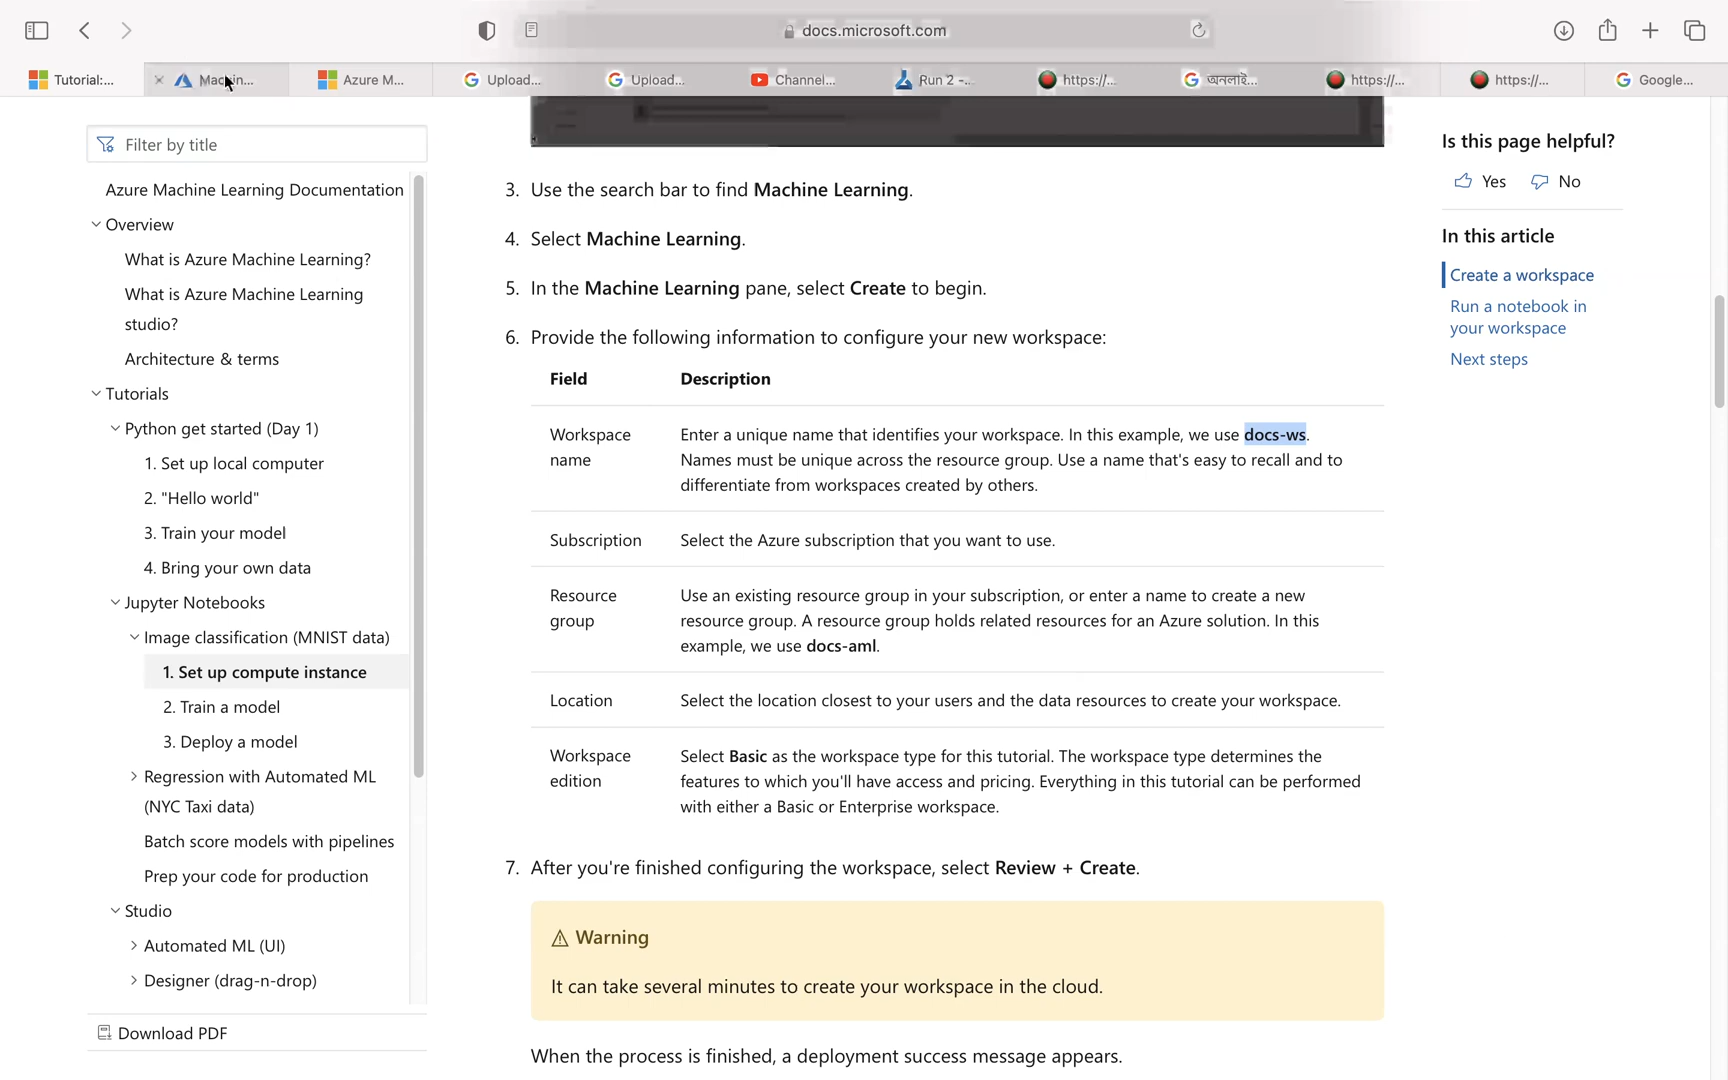 docs.microsoft.com
Tutorial:...
Azure M...
Upload...
Upload...
Channel...
Run 2 -...
https://...
অনলাই...
https://...
https://...
Google...
Filter by title
Azure Machine Learning Documentation
Overview
What is Azure Machine Learning?
What is Azure Machine Learning
studio?
Architecture & terms
Tutorials
Python get started (Day 1)
1. Set up local computer
2. "Hello world"
3. Train your model
4. Bring your own data
Jupyter Notebooks
Image classification (MNIST data)
1. Set up compute instance
2. Train a model
3. Deploy a model
Regression with Automated ML
(NYC Taxi data)
Batch score models with pipelines
Prep your code for production
Studio
Automated ML (UI)
Designer (drag-n-drop)
Download PDF
3. Use the search bar to find Machine Learning.
4. Select Machine Learning.
5. In the Machine Learning pane, select Create to begin.
6. Provide the following information to configure your new workspace:
Field Description
Workspace
name
Enter a unique name that identifies your workspace. In this example, we use docs-ws.
Names must be unique across the resource group. Use a name that's easy to recall and to
differentiate from workspaces created by others.
Subscription Select the Azure subscription that you want to use.
Resource
group
Use an existing resource group in your subscription, or enter a name to create a new
resource group. A resource group holds related resources for an Azure solution. In this
example, we use docs-aml.
Location Select the location closest to your users and the data resources to create your workspace.
Workspace
edition
Select Basic as the workspace type for this tutorial. The workspace type determines the
features to which you'll have access and pricing. Everything in this tutorial can be performed
with either a Basic or Enterprise workspace.
7. After you're finished configuring the workspace, select Review + Create.
Warning
It can take several minutes to create your workspace in the cloud.
When the process is finished, a deployment success message appears.
Is this page helpful?
Yes No
In this article
Create a workspace
Run a notebook in
your workspace
Next steps